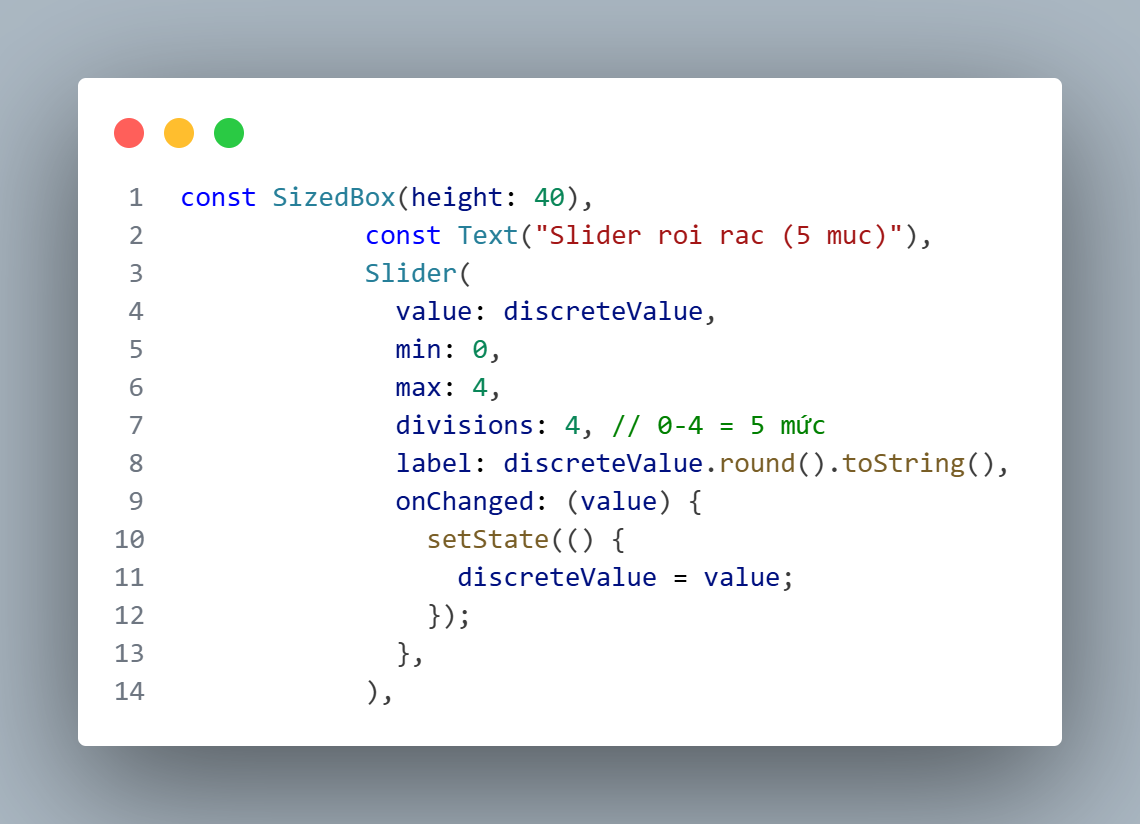 1 const SizedBox(height: 40),
2 const Text("Slider roi rac (5 muc)"),
3 Slider(
4 value: discreteValue,
5 min: 0,
6 max: 4,
7 divisions: 4, // 0-4 = 5 mức
8 label: discreteValue.round().toString(),
9 onChanged: (value) {
10 setState(() {
11 discreteValue = value;
12 });
13 },
14 ),